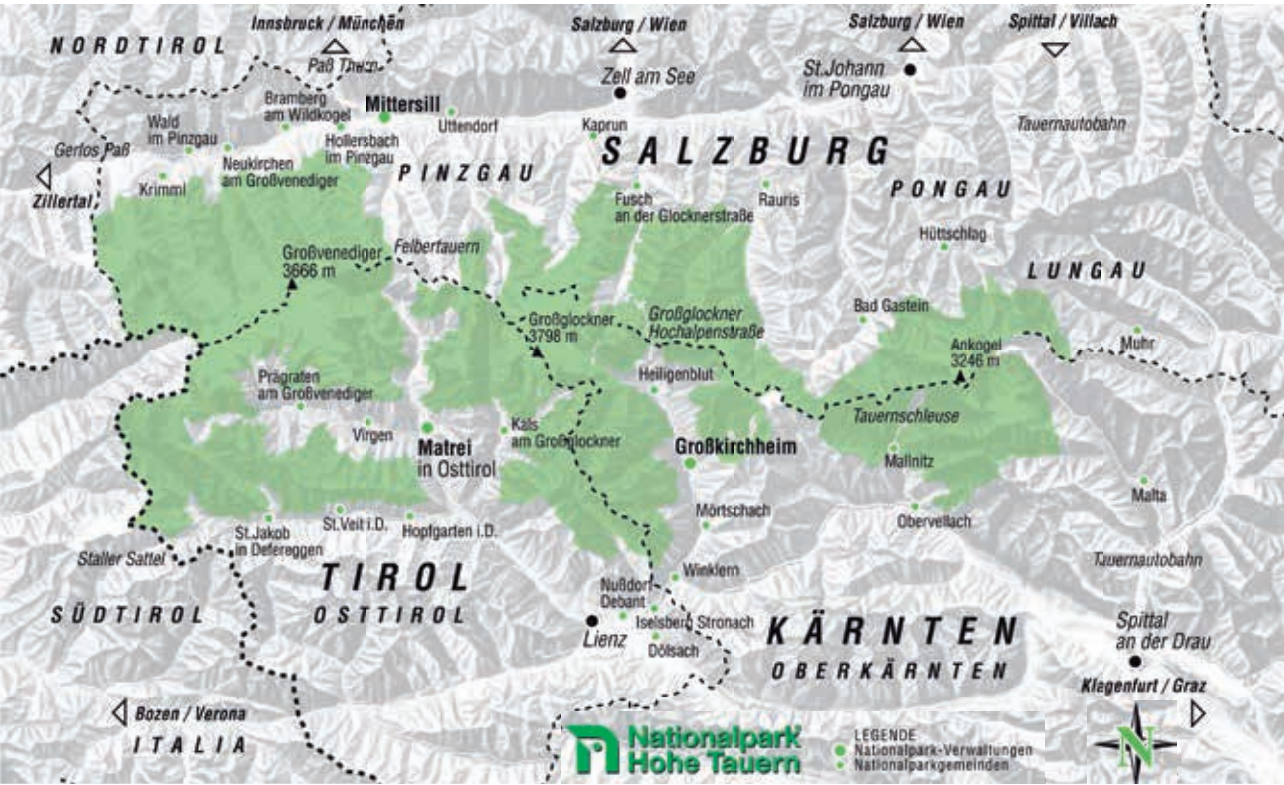 Innsbruck / München
Salzburg / Wien
Salzburg / Wien
Spittal / Villach
NORDTIROL
Paß Thurn
Zell am See
St.Johann
im Pongau
Bramberg
am Wildkogel
Mittersill
Uttendorf
Wald
im Pinzgau
Kaprun
Tauernautobahn
Gerlos Paß
Hollersbach
im Pinzgau
SALZBURG
Neukirchen
am Großvenediger
PINZGAU
Zillertal
Krimml
Fusch
an der Glocknerstraße
Rauris
PONGAU
Hüttschlag
Großvenediger
3666 m
Felbertauern
LUNGAU
Großglockner
3798 m
Großglockner
Hochalpenstraße
Bad Gastein
Ankogel
3246 m
Muhr
Prägraten
am Großvenediger
Heiligenblut
Tauernschleuse
Virgen
Matrei
in Osttirol
Kals
am Großglockner
Großkirchheim
Mallnitz
Malta
Mörtschach
Obervellach
St.Jakob
in Defereggen
St.Veit i.D.
Hopfgarten i.D.
Staller Sattel
Tauernautobahn
TIROL
OSTTIROL
SÜDTIROL
Winklern
Nußdorf
Debant
Iselsberg Stronach
Lienz
Dölsach
KÄRNTEN
OBERKÄRNTEN
Spittal
an der Drau
Klagenfurt / Graz
Bozen / Verona
ITALIA
Nationalpark
Hohe Tauern
LEGENDE
Nationalpark-Verwaltungen
Nationalparkgemeinden
N